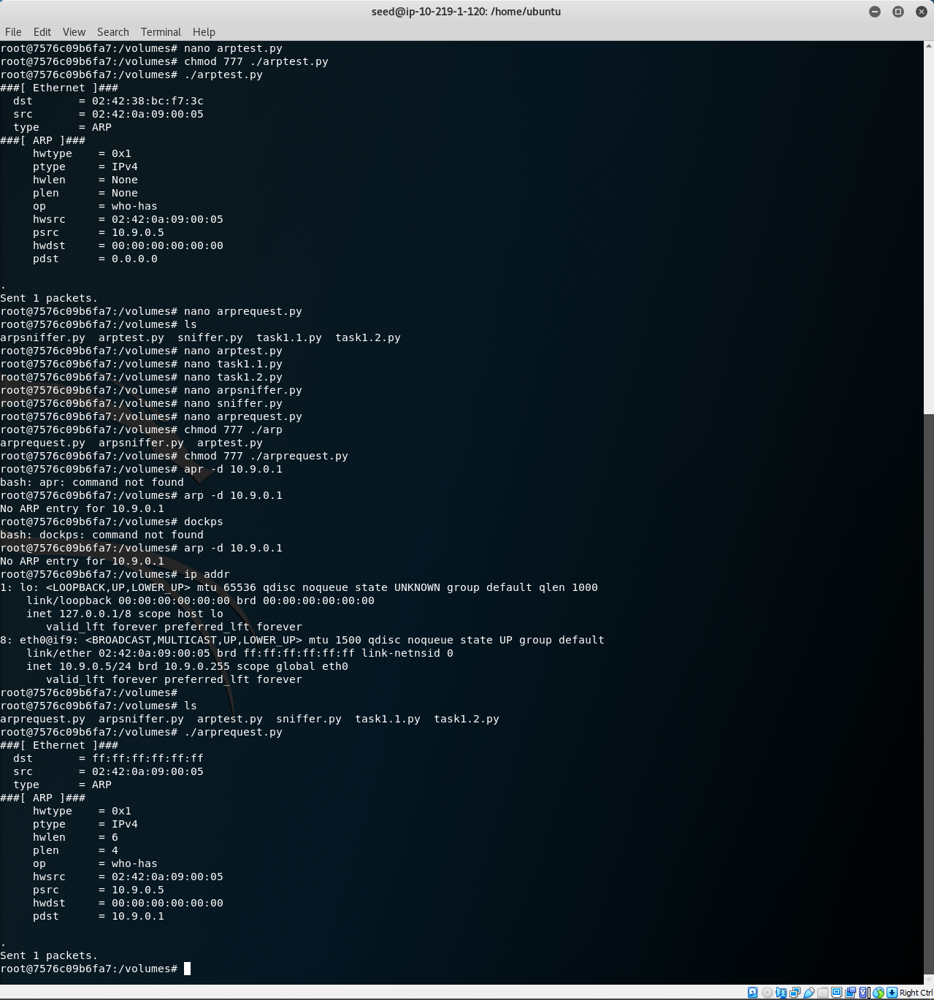 seed@ip-10-219-1-120: /home/ubuntu
File Edit View Search Terminal Help
root@7576c09b6fa7:/volumes# nano arptest.py
root@7576c09b6fa7:/volumes# chmod 777 ./arptest.py
root@7576c09b6fa7:/volumes# ./arptest.py
###[ Ethernet ]###
  dst       = 02:42:38:bc:f7:3c
  src       = 02:42:0a:09:00:05
  type      = ARP
###[ ARP ]###
     hwtype    = 0x1
     ptype     = IPv4
     hwlen     = None
     plen      = None
     op        = who-has
     hwsrc     = 02:42:0a:09:00:05
     psrc      = 10.9.0.5
     hwdst     = 00:00:00:00:00:00
     pdst      = 0.0.0.0
.
Sent 1 packets.
root@7576c09b6fa7:/volumes# nano arprequest.py
root@7576c09b6fa7:/volumes# ls
arpsniffer.py  arptest.py  sniffer.py  task1.1.py  task1.2.py
root@7576c09b6fa7:/volumes# nano arptest.py
root@7576c09b6fa7:/volumes# nano task1.1.py
root@7576c09b6fa7:/volumes# nano task1.2.py
root@7576c09b6fa7:/volumes# nano arpsniffer.py
root@7576c09b6fa7:/volumes# nano sniffer.py
root@7576c09b6fa7:/volumes# nano arprequest.py
root@7576c09b6fa7:/volumes# chmod 777 ./arp
arprequest.py  arpsniffer.py  arptest.py
root@7576c09b6fa7:/volumes# chmod 777 ./arprequest.py
root@7576c09b6fa7:/volumes# apr -d 10.9.0.1
bash: apr: command not found
root@7576c09b6fa7:/volumes# arp -d 10.9.0.1
No ARP entry for 10.9.0.1
root@7576c09b6fa7:/volumes# dockps
bash: dockps: command not found
root@7576c09b6fa7:/volumes# arp -d 10.9.0.1
No ARP entry for 10.9.0.1
root@7576c09b6fa7:/volumes# ip addr
1: lo: <LOOPBACK,UP,LOWER_UP> mtu 65536 qdisc noqueue state UNKNOWN group default qlen 1000
    link/loopback 00:00:00:00:00:00 brd 00:00:00:00:00:00
    inet 127.0.0.1/8 scope host lo
       valid_lft forever preferred_lft forever
8: eth0@if9: <BROADCAST,MULTICAST,UP,LOWER_UP> mtu 1500 qdisc noqueue state UP group default
    link/ether 02:42:0a:09:00:05 brd ff:ff:ff:ff:ff:ff link-netnsid 0
    inet 10.9.0.5/24 brd 10.9.0.255 scope global eth0
       valid_lft forever preferred_lft forever
root@7576c09b6fa7:/volumes#
root@7576c09b6fa7:/volumes# ls
arprequest.py  arpsniffer.py  arptest.py  sniffer.py  task1.1.py  task1.2.py
root@7576c09b6fa7:/volumes# ./arprequest.py
###[ Ethernet ]###
  dst       = ff:ff:ff:ff:ff:ff
  src       = 02:42:0a:09:00:05
  type      = ARP
###[ ARP ]###
     hwtype    = 0x1
     ptype     = IPv4
     hwlen     = 6
     plen      = 4
     op        = who-has
     hwsrc     = 02:42:0a:09:00:05
     psrc      = 10.9.0.5
     hwdst     = 00:00:00:00:00:00
     pdst      = 10.9.0.1
.
Sent 1 packets.
root@7576c09b6fa7:/volumes#
Right Ctrl